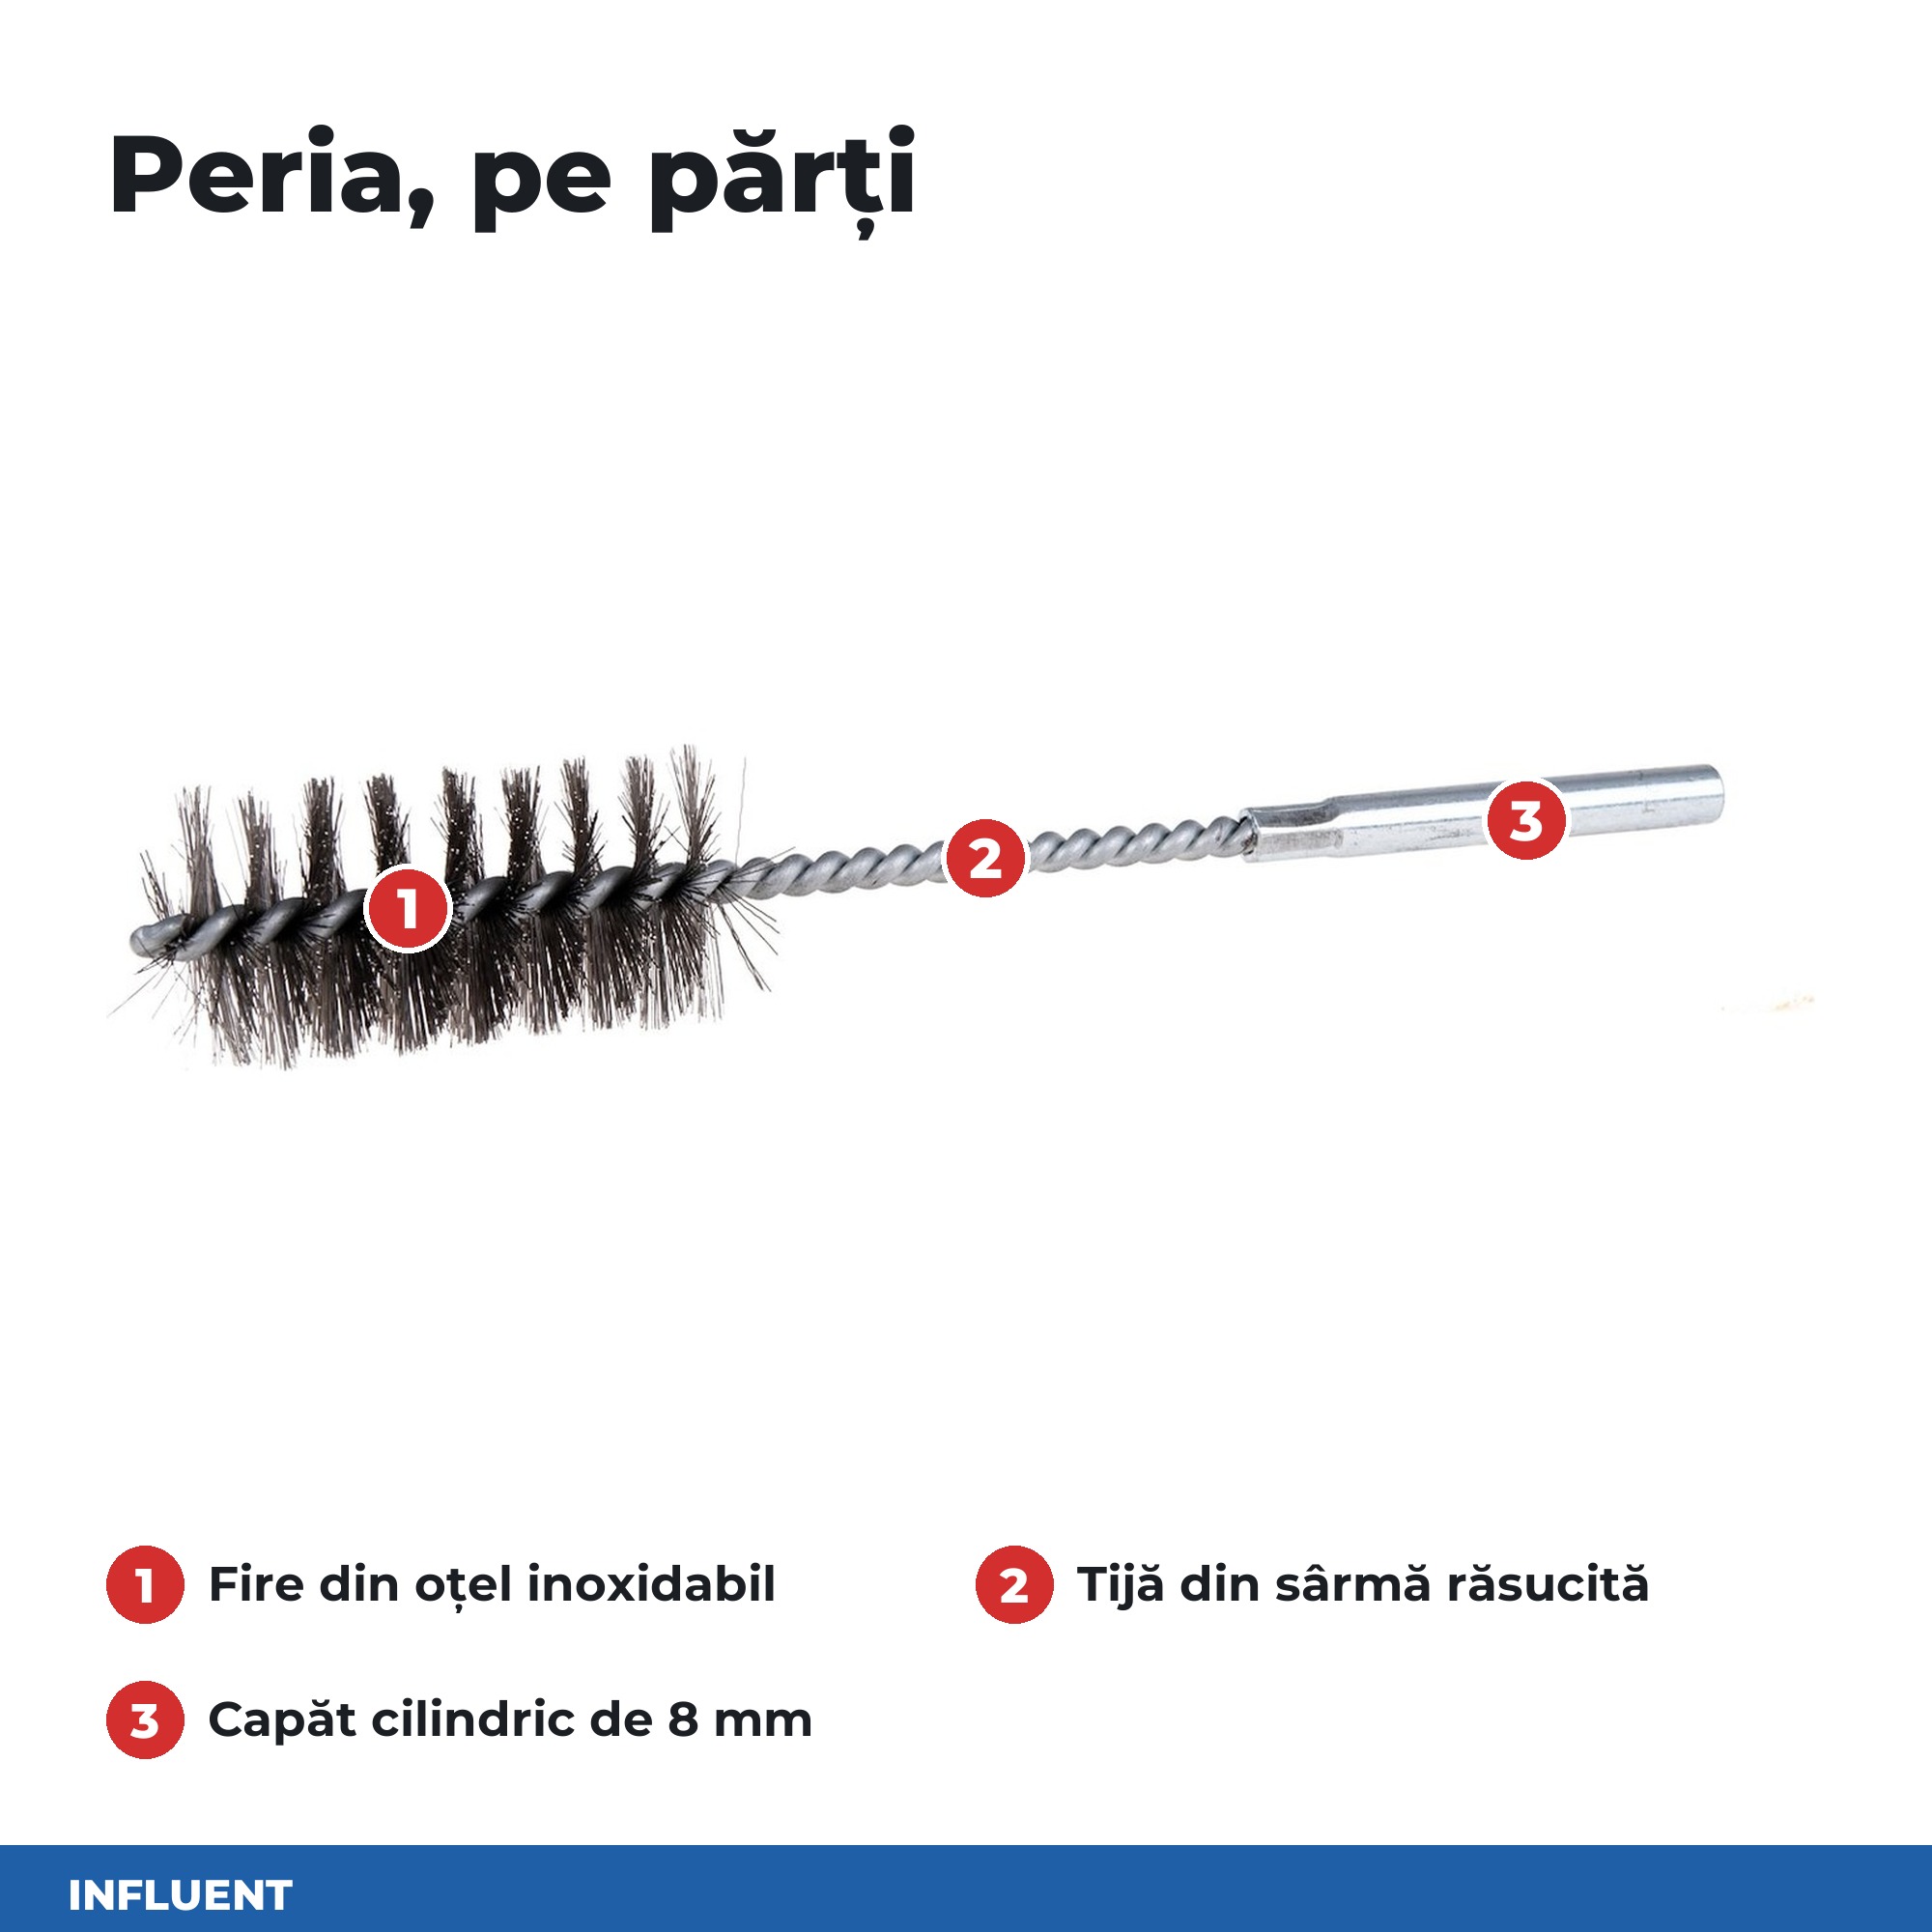 Peria, pe părți
1
2
3
1 Fire din oțel inoxidabil
2 Tijă din sârmă răsucită
3 Capăt cilindric de 8 mm
INFLUENT